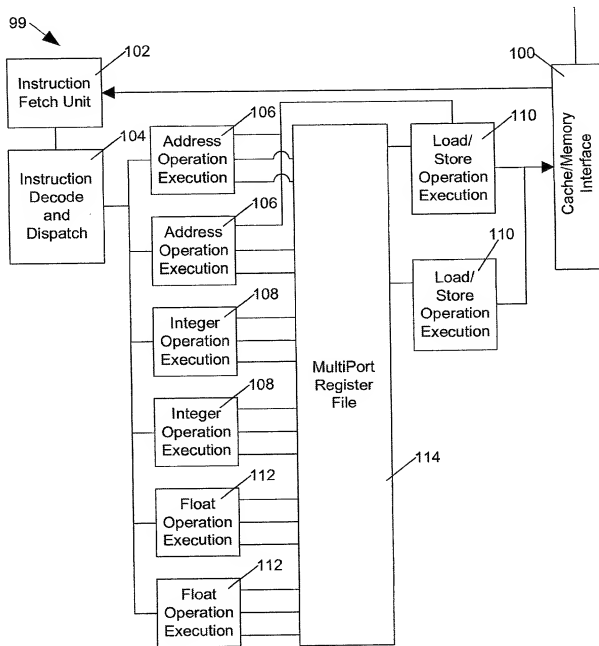 99
102
Instruction
Fetch Unit
104
Instruction
Decode
and
Dispatch
106
Address
Operation
Execution
106
Address
Operation
Execution
108
Integer
Operation
Execution
108
Integer
Operation
Execution
112
Float
Operation
Execution
112
Float
Operation
Execution
MultiPort
Register
File
114
110
Load/
Store
Operation
Execution
110
Load/
Store
Operation
Execution
100
Cache/Memory
Interface